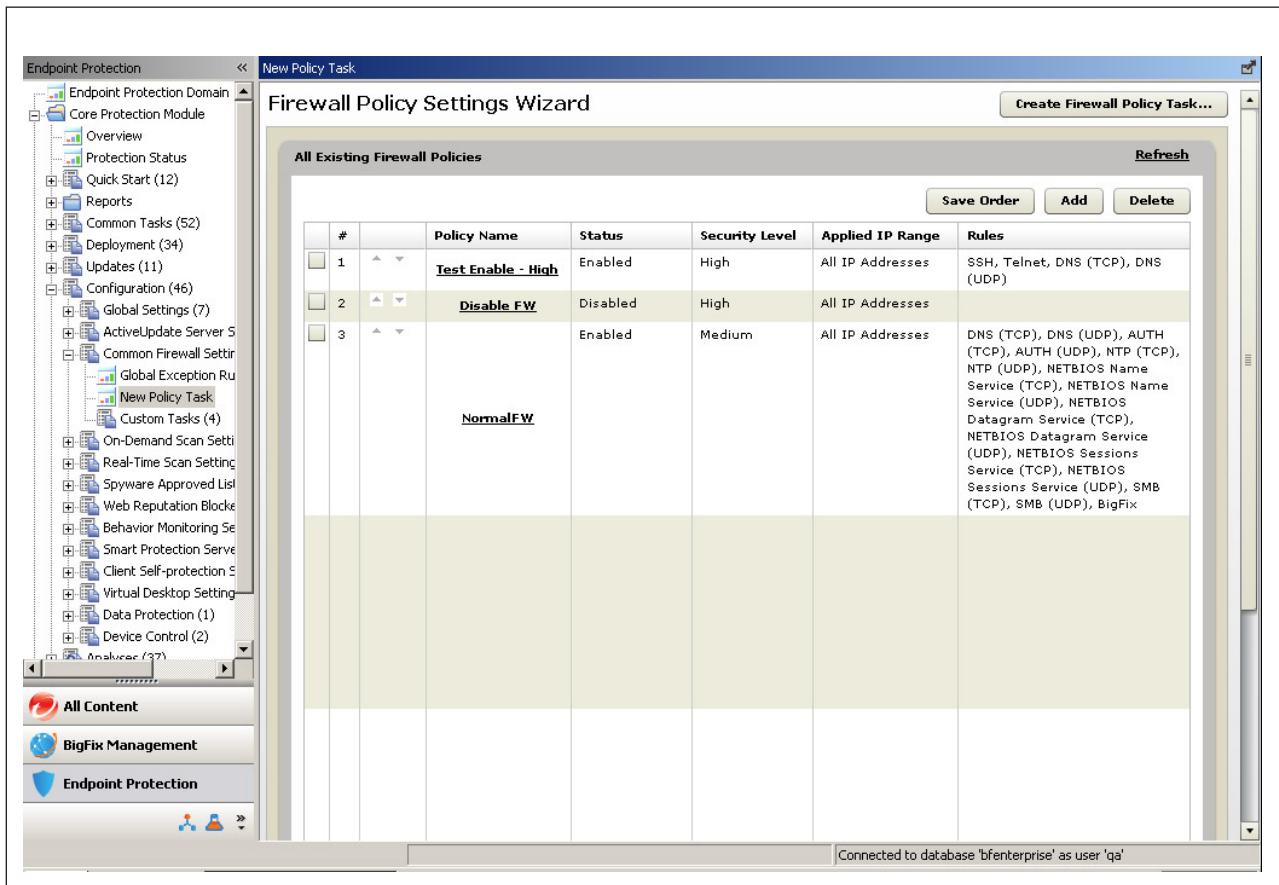 Endpoint Protection «
New Policy Task
Endpoint Protection Domain
Core Protection Module
Overview
Protection Status
Quick Start (12)
Reports
Common Tasks (52)
Deployment (34)
Updates (11)
Configuration (46)
Global Settings (7)
ActiveUpdate Server S
Common Firewall Settin
Global Exception Ru
New Policy Task
Custom Tasks (4)
On-Demand Scan Setti
Real-Time Scan Setting
Spyware Approved List
Web Reputation Blocke
Behavior Monitoring Se
Smart Protection Serve
Client Self-protection S
Virtual Desktop Setting
Data Protection (1)
Device Control (2)
Analyses (37)
All Content
BigFix Management
Endpoint Protection
»
Firewall Policy Settings Wizard
Create Firewall Policy Task...
All Existing Firewall Policies
Refresh
Save Order Add Delete
# Policy Name Status Security Level Applied IP Range Rules
1 Test Enable - High Enabled High All IP Addresses SSH, Telnet, DNS (TCP), DNS
(UDP)
2 Disable FW Disabled High All IP Addresses
3 NormalFW Enabled Medium All IP Addresses DNS (TCP), DNS (UDP), AUTH
(TCP), AUTH (UDP), NTP (TCP),
NTP (UDP), NETBIOS Name
Service (TCP), NETBIOS Name
Service (UDP), NETBIOS
Datagram Service (TCP),
NETBIOS Datagram Service
(UDP), NETBIOS Sessions
Service (TCP), NETBIOS
Sessions Service (UDP), SMB
(TCP), SMB (UDP), BigFix
Connected to database 'bfenterprise' as user 'qa'